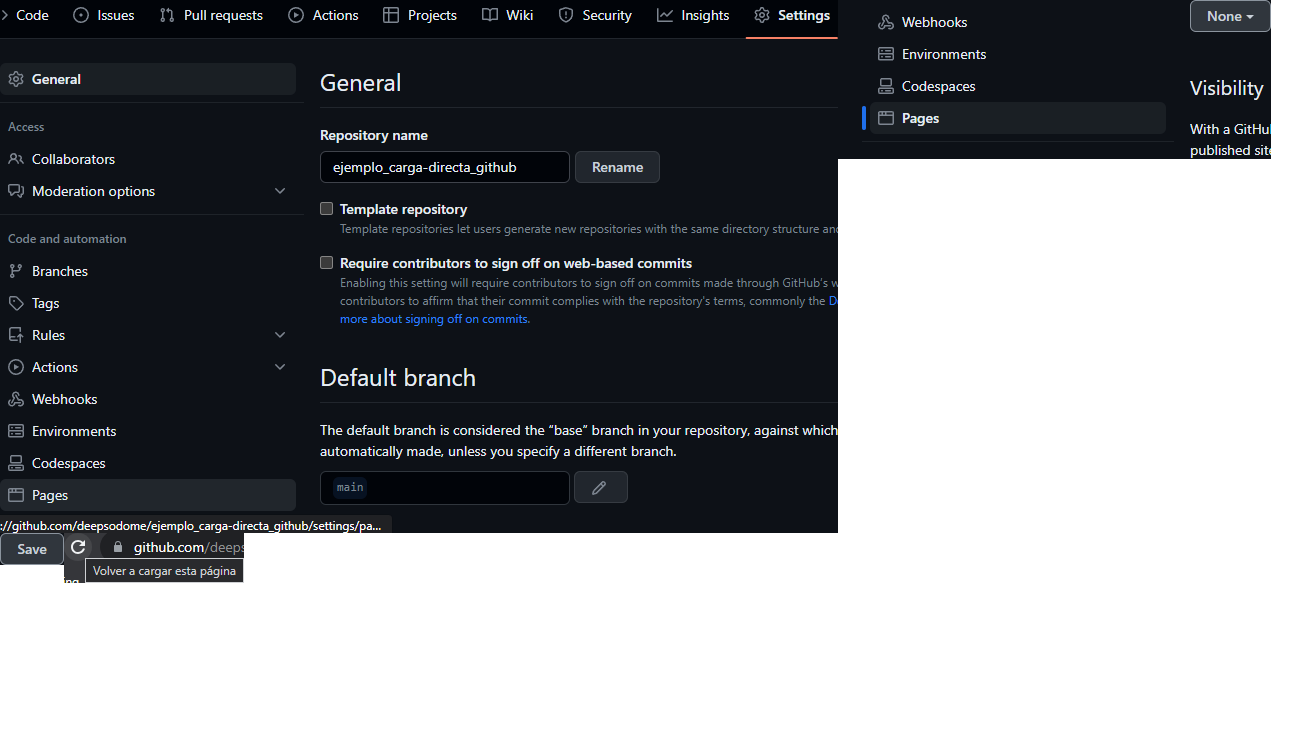 Code Issues Pull requests Actions Projects Wiki Security Insights Settings
General
Access
Collaborators
Moderation options
Code and automation
Branches
Tags
Rules
Actions
Webhooks
Environments
Codespaces
Pages
://github.com/deepsodome/ejemplo_carga-directa_github/settings/pa...
General
Repository name
ejemplo_carga-directa_github Rename
Template repository
Template repositories let users generate new repositories with the same directory structure and
Require contributors to sign off on web-based commits
Enabling this setting will require contributors to sign off on commits made through GitHub's w
contributors to affirm that their commit complies with the repository's terms, commonly the D
more about signing off on commits.
Default branch
The default branch is considered the “base” branch in your repository, against which
automatically made, unless you specify a different branch.
main
Webhooks
Environments
Codespaces
Pages
None
Visibility
With a GitHu
published site
Save
github.com/deeps
Volver a cargar esta página